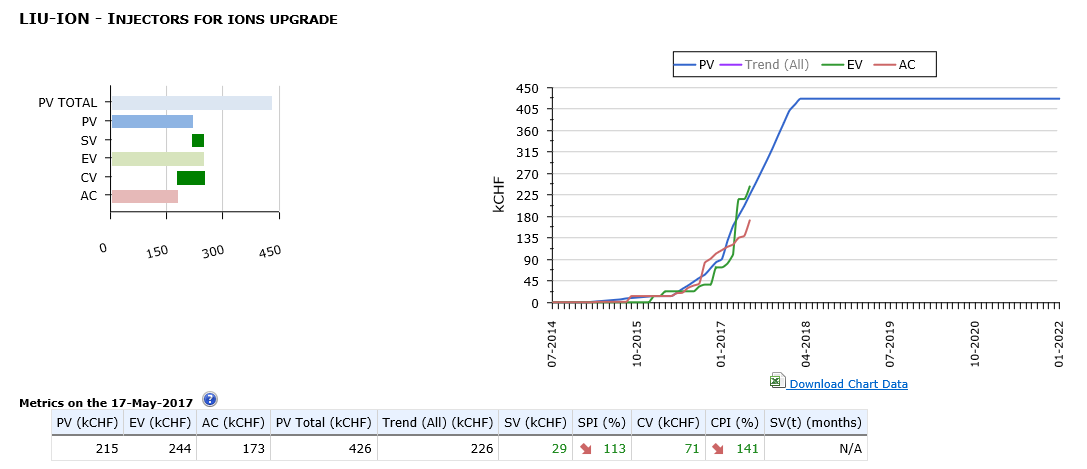 LIU-ION - INJECTORS FOR IONS UPGRADE
PV Trend (All) EV AC
PV TOTAL
PV
SV
EV
CV
AC
0 150 300 450
kCHF
450
405
360
315
270
225
180
135
90
45
0
07-2014 10-2015 01-2017 04-2018 07-2019 10-2020 01-2022
Download Chart Data
Metrics on the 17-May-2017 ?
PV (kCHF) EV (kCHF) AC (kCHF) PV Total (kCHF) Trend (All) (kCHF) SV (kCHF) SPI (%) CV (kCHF) CPI (%) SV(t) (months)
215 244 173 426 226 29 113 71 141 N/A